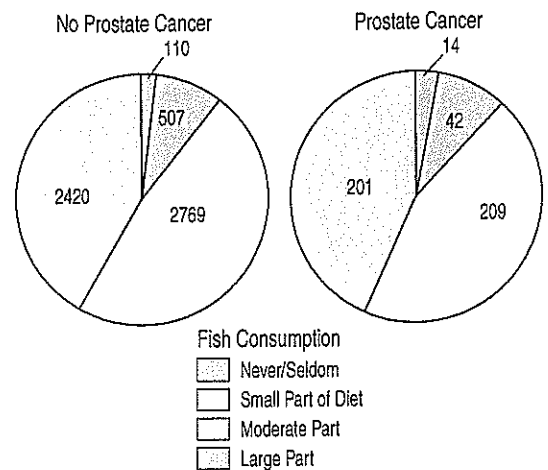 No Prostate Cancer
110
507
2420
2769
Prostate Cancer
14
42
201
209
Fish Consumption
Never/Seldom
Small Part of Diet
Moderate Part
Large Part